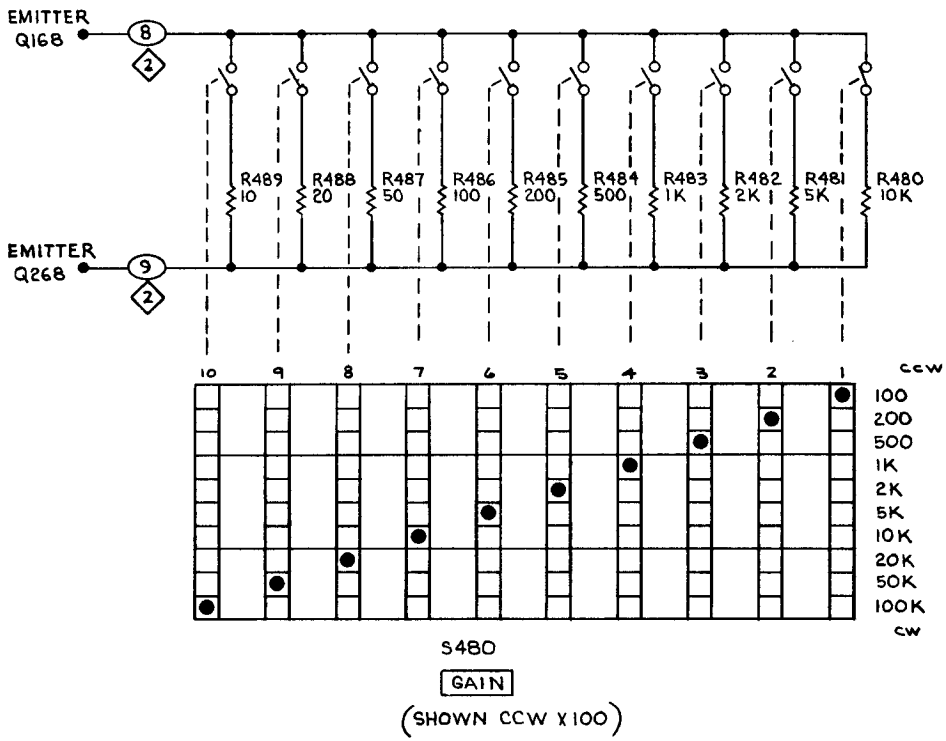 EMITTER
Q168
8
2
R489
10
R488
20
R487
50
R486
100
R485
200
R484
500
R483
1K
R482
2K
R481
5K
R480
10K
EMITTER
Q268
9
2
10 9 8 7 6 5 4 3 2 1 CCW
100
200
500
1K
2K
5K
10K
20K
50K
100K
CW
S480
GAIN
(SHOWN CCW X100)